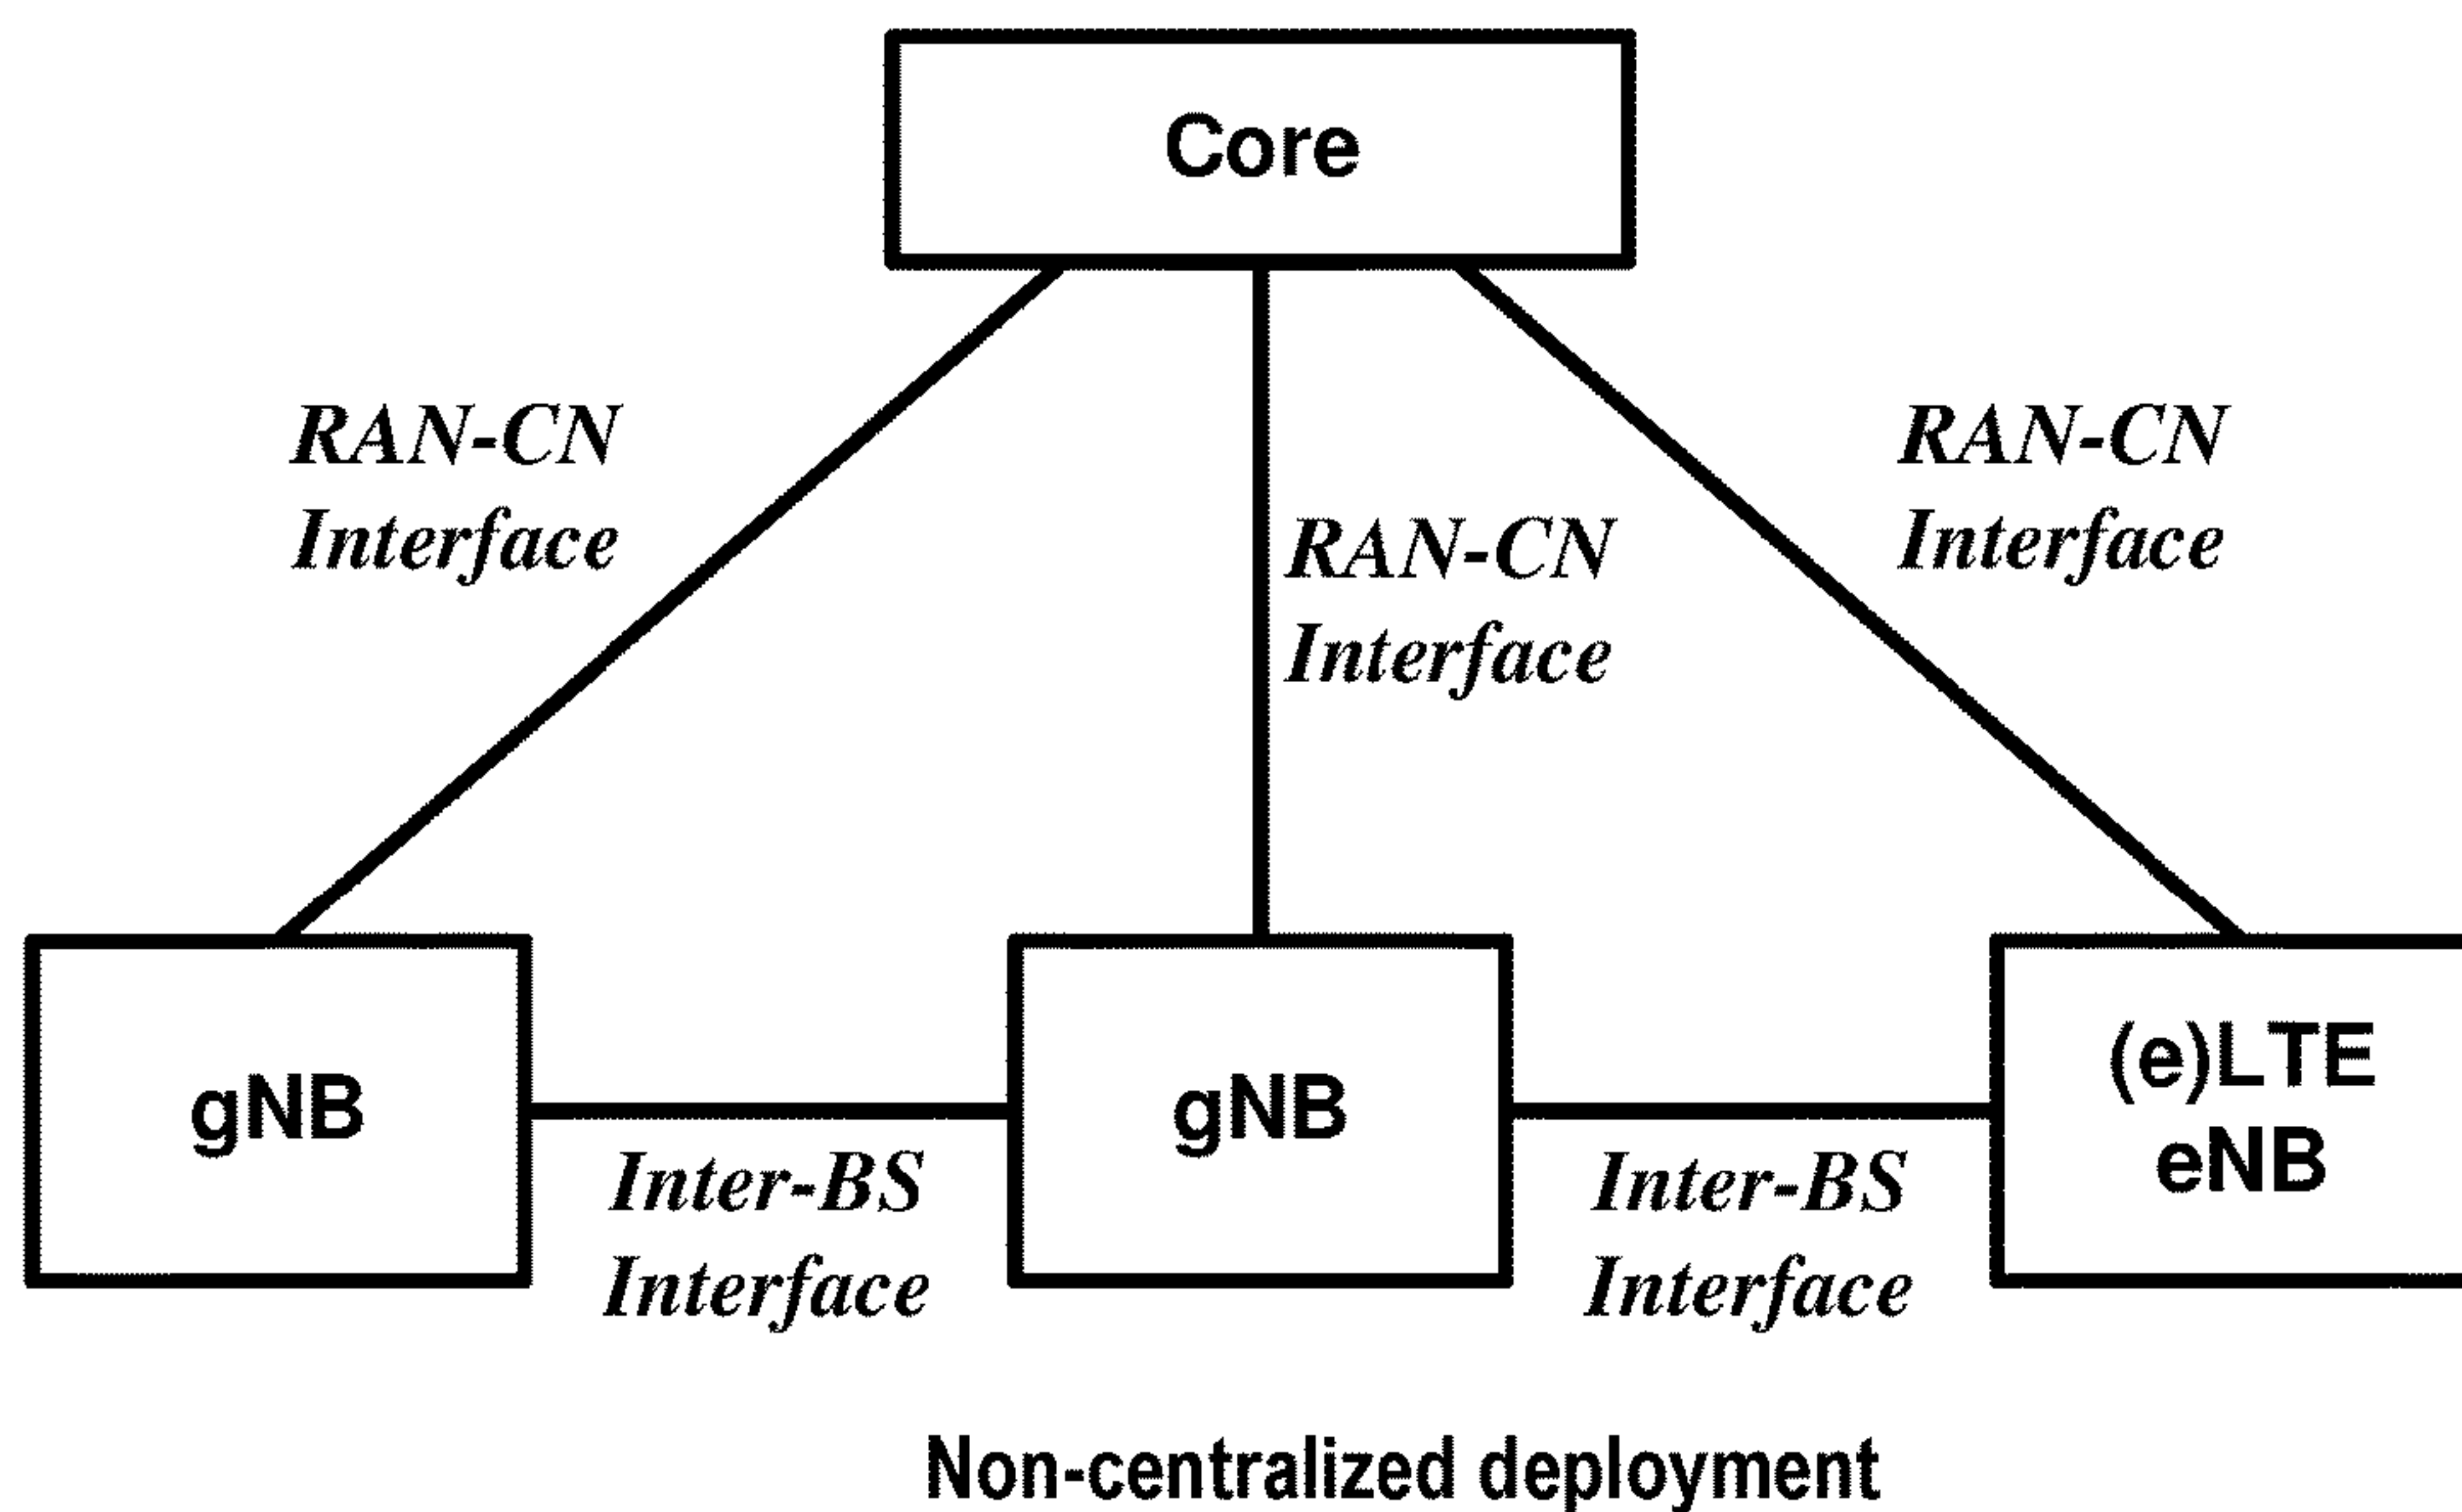 Core
RAN-CN
Interface
RAN-CN
Interface
RAN-CN
Interface
gNB
gNB
(e)LTE
eNB
Inter-BS
Interface
Inter-BS
Interface
Non-centralized deployment